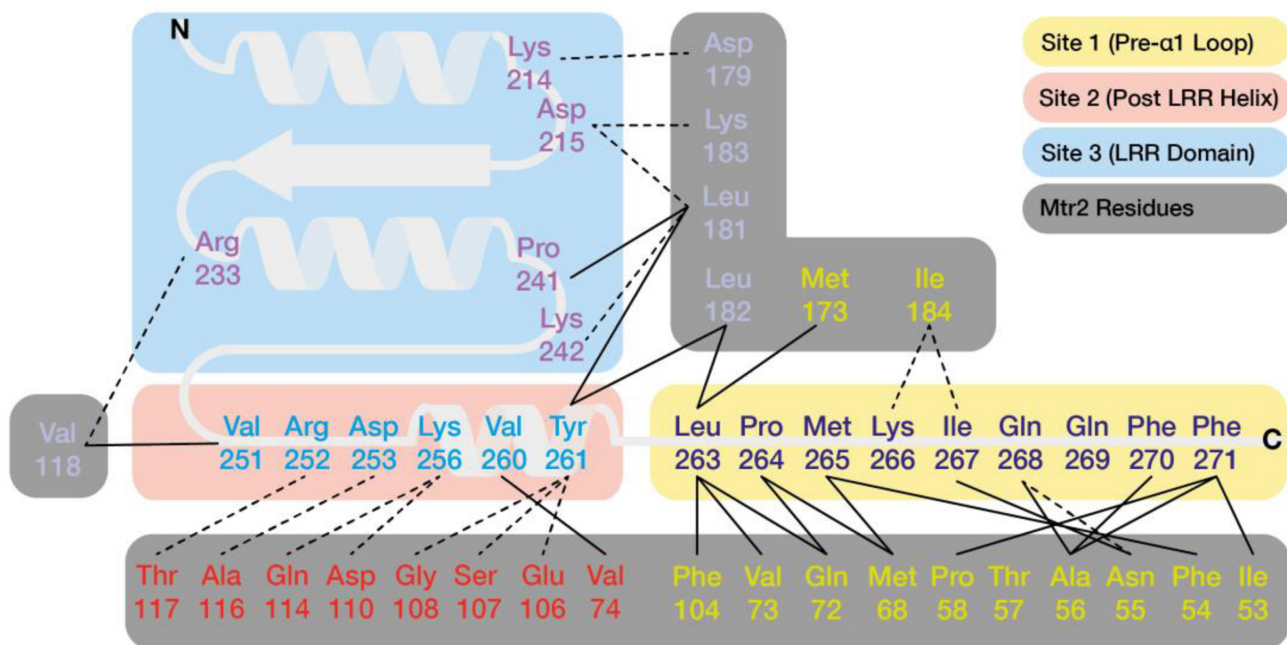 N
Lys
214
Asp
215
Arg
233
Pro
241
Lys
242
Asp
179
Lys
183
Leu
181
Leu Met Ile
182 173 184
Site 1 (Pre-α1 Loop)
Site 2 (Post LRR Helix)
Site 3 (LRR Domain)
Mtr2 Residues
Val
118
Val Arg Asp Lys Val Tyr Leu Pro Met Lys Ile Gln Gln Phe Phe
251 252 253 256 260 261 263 264 265 266 267 268 269 270 271
C
Thr Ala Gln Asp Gly Ser Glu Val Phe Val Gln Met Pro Thr Ala Asn Phe Ile
117 116 114 110 108 107 106 74 104 73 72 68 58 57 56 55 54 53